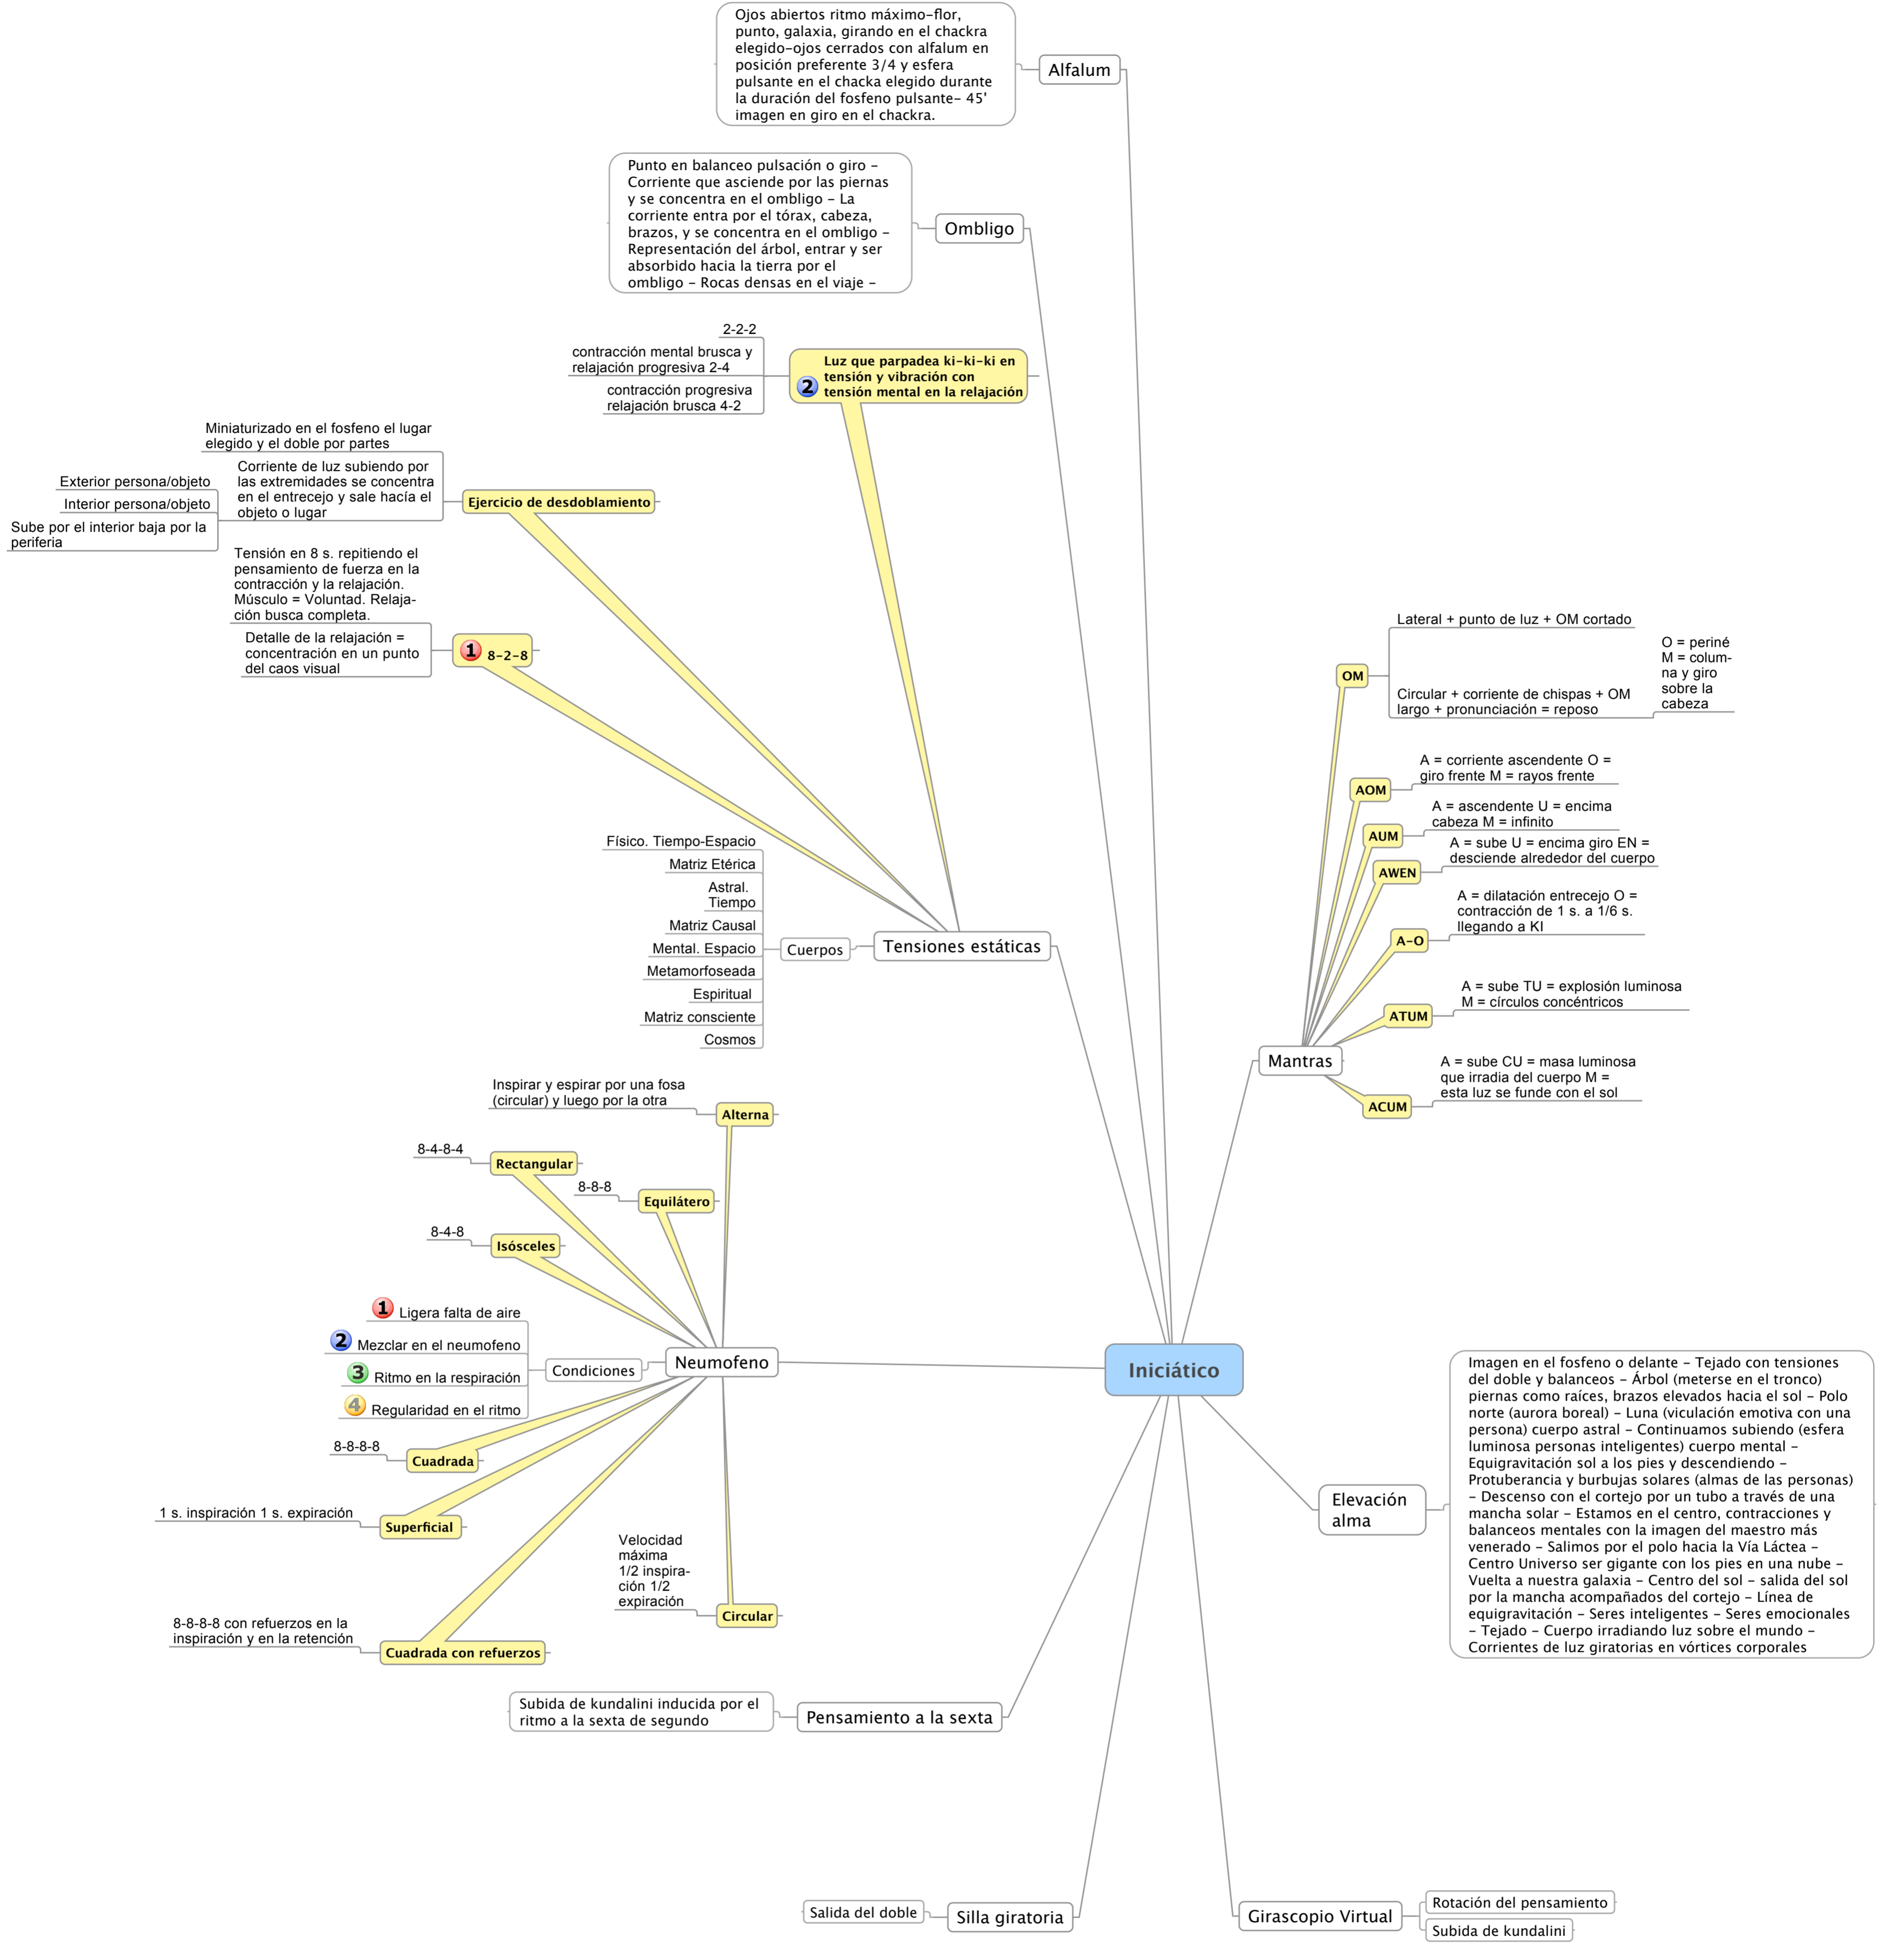 Ojos abiertos ritmo máximo-flor,
punto, galaxia, girando en el chackra
elegido-ojos cerrados con alfalum en
posición preferente 3/4 y esfera
pulsante en el chacka elegido durante
la duración del fosfeno pulsante- 45'
imagen en giro en el chackra.
Alfalum
Punto en balanceo pulsación o giro -
Corriente que asciende por las piernas
y se concentra en el ombligo - La
corriente entra por el tórax, cabeza,
brazos, y se concentra en el ombligo -
Representación del árbol, entrar y ser
absorbido hacia la tierra por el
ombligo - Rocas densas en el viaje -
Ombligo
2-2-2
contracción mental brusca y
relajación progresiva 2-4
contracción progresiva
relajación brusca 4-2
2
Luz que parpadea ki-ki-ki en
tensión y vibración con
tensión mental en la relajación
Miniaturizado en el fosfeno el lugar
elegido y el doble por partes
Exterior persona/objeto
Interior persona/objeto
Sube por el interior baja por la
periferia
Corriente de luz subiendo por
las extremidades se concentra
en el entrecejo y sale hacía el
objeto o lugar
Ejercicio de desdoblamiento
Tensión en 8 s. repitiendo el
pensamiento de fuerza en la
contracción y la relajación.
Músculo = Voluntad. Relaja-
ción busca completa.
Detalle de la relajación =
concentración en un punto
del caos visual
1 8-2-8
Físico. Tiempo-Espacio
Matriz Etérica
Astral.
Tiempo
Matriz Causal
Mental. Espacio
Metamorfoseada
Espiritual
Matriz consciente
Cosmos
Cuerpos
Tensiones estáticas
Lateral + punto de luz + OM cortado
OM
Circular + corriente de chispas + OM
largo + pronunciación = reposo
O = periné
M = colum-
na y giro
sobre la
cabeza
AOM
A = corriente ascendente O =
giro frente M = rayos frente
AUM
A = ascendente U = encima
cabeza M = infinito
AWEN
A = sube U = encima giro EN =
desciende alrededor del cuerpo
A-O
A = dilatación entrecejo O =
contracción de 1 s. a 1/6 s.
llegando a KI
ATUM
A = sube TU = explosión luminosa
M = círculos concéntricos
Mantras
ACUM
A = sube CU = masa luminosa
que irradia del cuerpo M =
esta luz se funde con el sol
Inspirar y espirar por una fosa
(circular) y luego por la otra
Alterna
8-4-8-4
Rectangular
8-8-8
Equilátero
8-4-8
Isósceles
1 Ligera falta de aire
2 Mezclar en el neumofeno
3 Ritmo en la respiración
4 Regularidad en el ritmo
Condiciones
Neumofeno
8-8-8-8
Cuadrada
1 s. inspiración 1 s. expiración
Superficial
Velocidad
máxima
1/2 inspira-
ción 1/2
expiración
Circular
8-8-8-8 con refuerzos en la
inspiración y en la retención
Cuadrada con refuerzos
Iniciático
Elevación
alma
Imagen en el fosfeno o delante - Tejado con tensiones
del doble y balanceos - Árbol (meterse en el tronco)
piernas como raíces, brazos elevados hacia el sol - Polo
norte (aurora boreal) - Luna (viculación emotiva con una
persona) cuerpo astral - Continuamos subiendo (esfera
luminosa personas inteligentes) cuerpo mental -
Equigravitación sol a los pies y descendiendo -
Protuberancia y burbujas solares (almas de las personas)
- Descenso con el cortejo por un tubo a través de una
mancha solar - Estamos en el centro, contracciones y
balanceos mentales con la imagen del maestro más
venerado - Salimos por el polo hacia la Vía Láctea -
Centro Universo ser gigante con los pies en una nube -
Vuelta a nuestra galaxia - Centro del sol - salida del sol
por la mancha acompañados del cortejo - Línea de
equigravitación - Seres inteligentes - Seres emocionales
- Tejado - Cuerpo irradiando luz sobre el mundo -
Corrientes de luz giratorias en vórtices corporales
Subida de kundalini inducida por el
ritmo a la sexta de segundo
Pensamiento a la sexta
Salida del doble
Silla giratoria
Girascopio Virtual
Rotación del pensamiento
Subida de kundalini